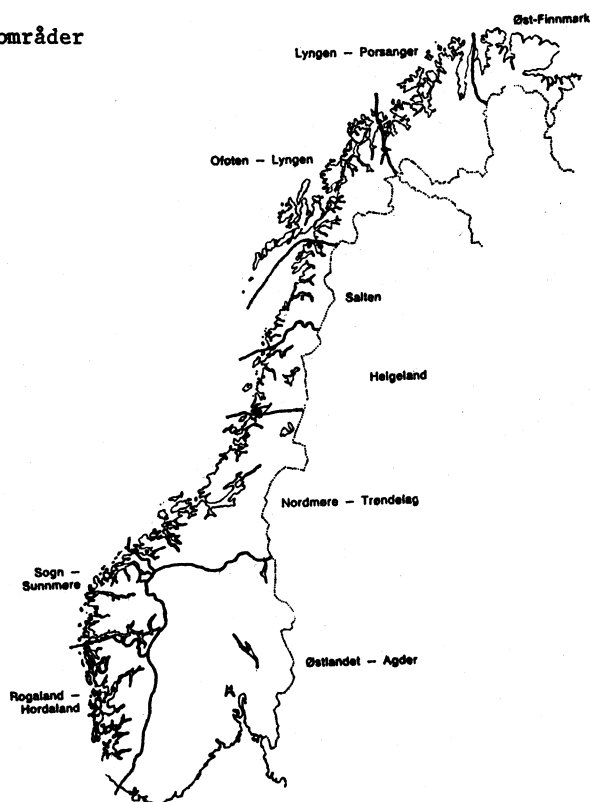 områder
Øst-Finnmark
Lyngen – Porsanger
Ofoten – Lyngen
Salten
Helgeland
Nordmøre – Trøndelag
Sogn –
Sunnmøre
Østlandet – Agder
Rogaland –
Hordaland